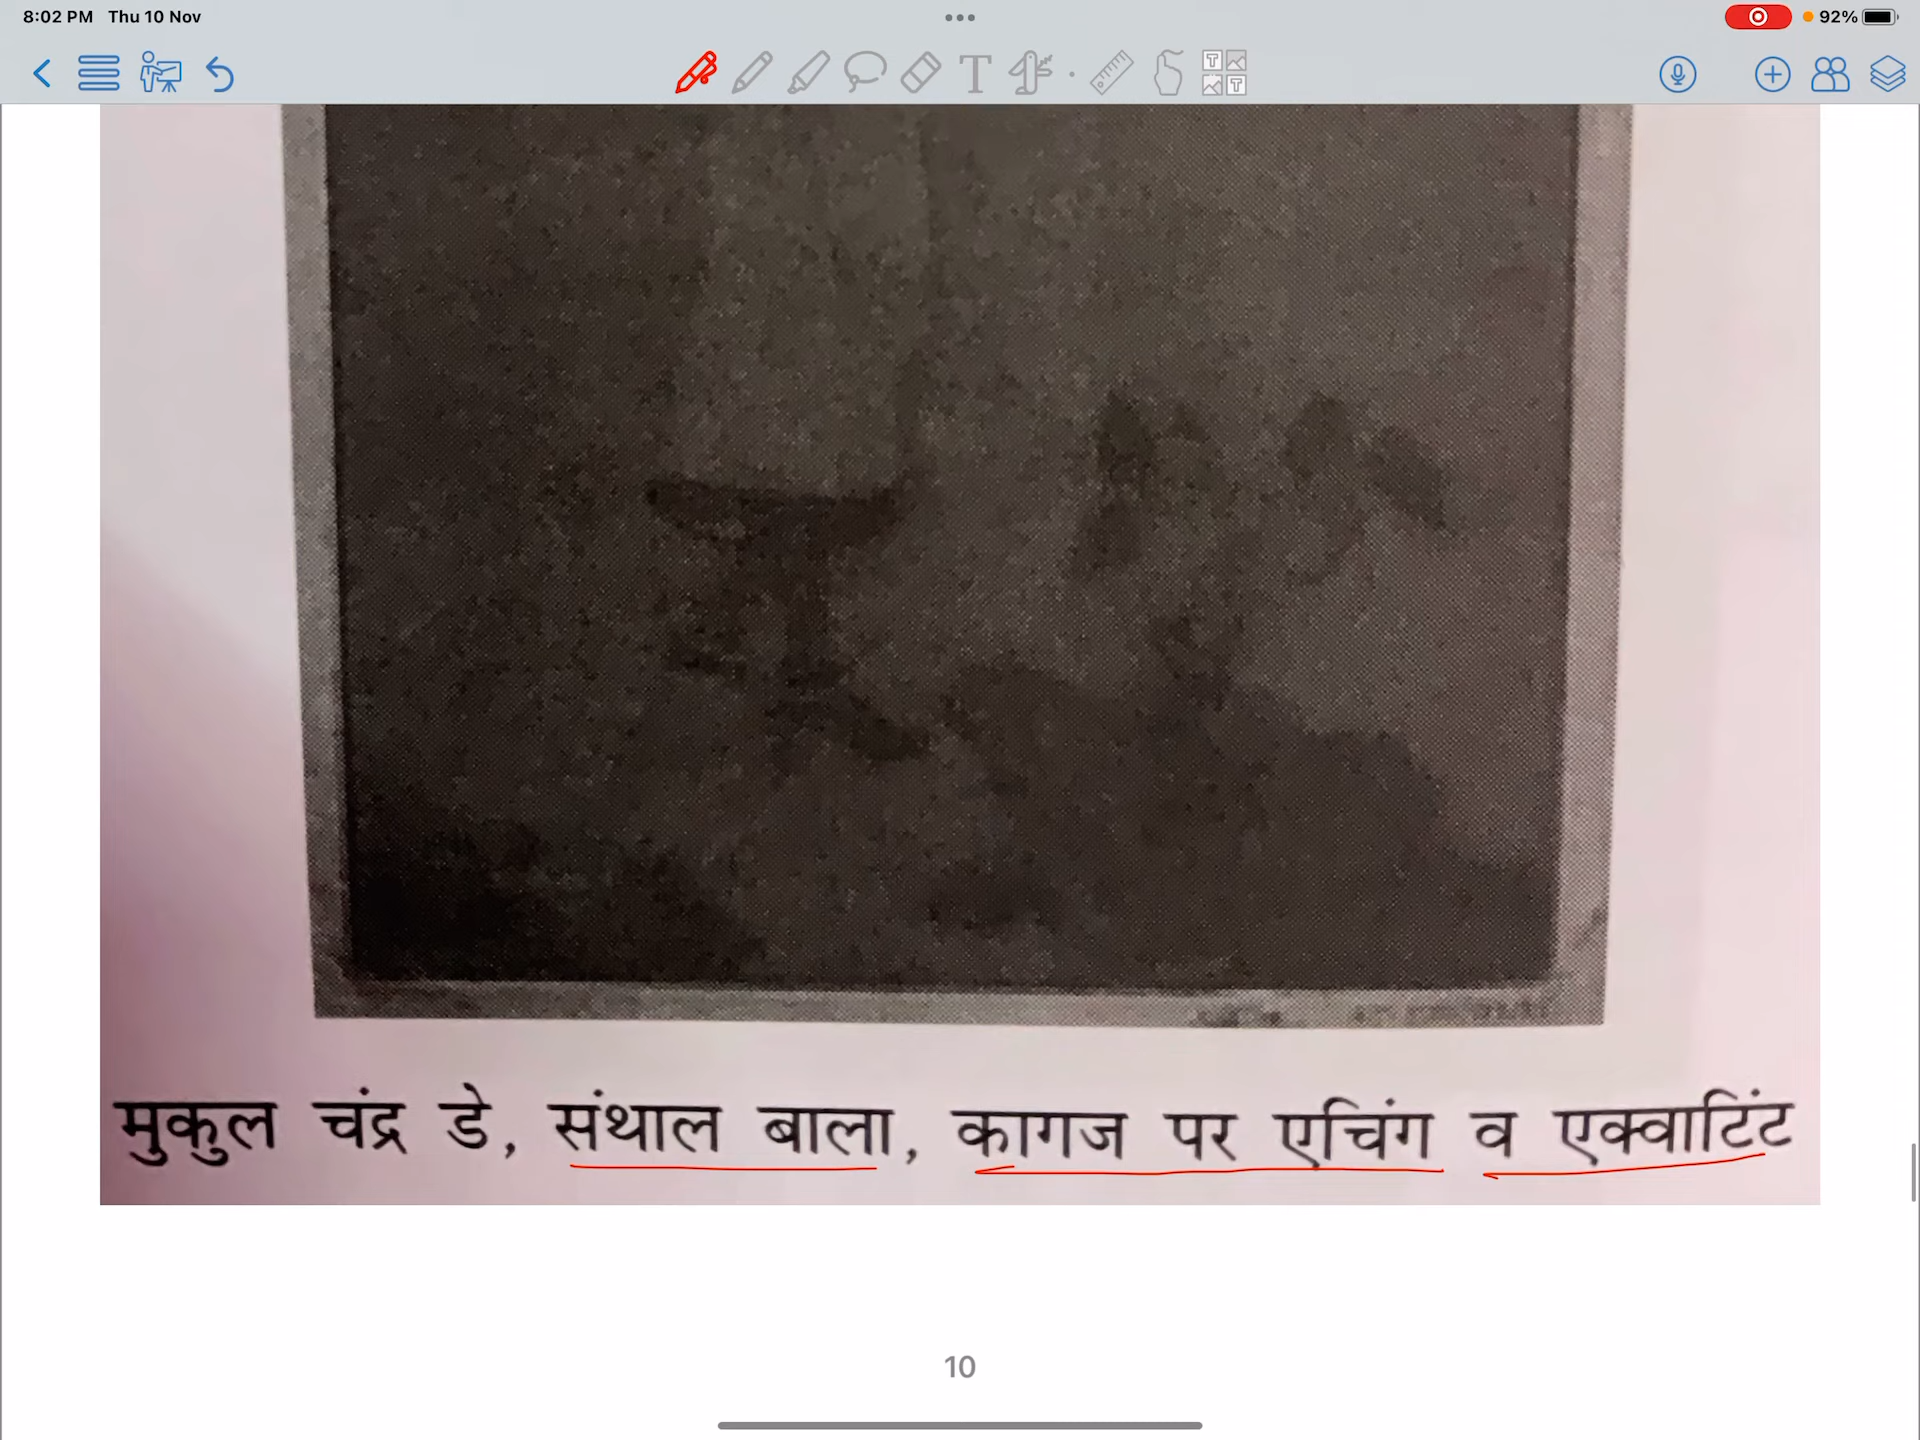 8:02 PM Thu 10 Nov
92%
मुकुल चंद्र डे, संथाल बाला, कागज पर एचिंग व एक्वाटिंट
10